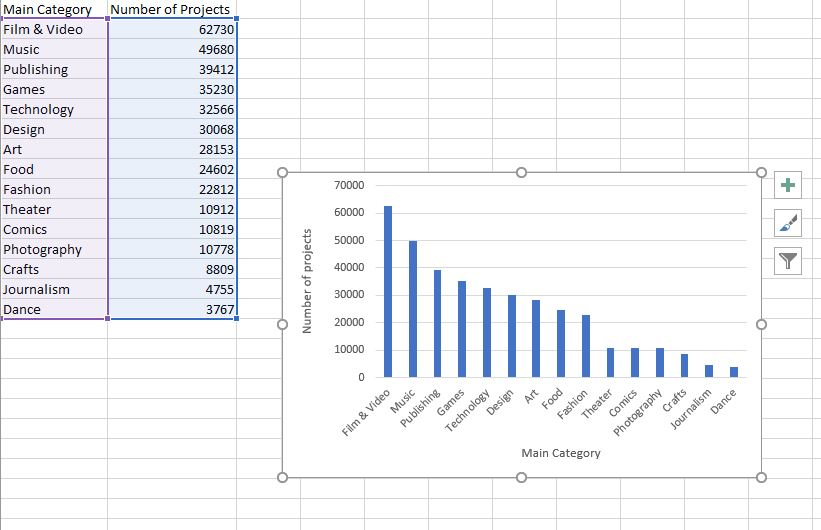 Main Category Number of Projects
Film & Video 62730
Music 49680
Publishing 39412
Games 35230
Technology 32566
Design 30068
Art 28153
Food 24602
Fashion 22812
Theater 10912
Comics 10819
Photography 10778
Crafts 8809
Journalism 4755
Dance 3767
70000
60000
50000
40000
30000
20000
10000
0
Number of projects
Film & Video Music Publishing Games Technology Design Art Food Fashion Theater Comics Photography Crafts Journalism Dance
Main Category